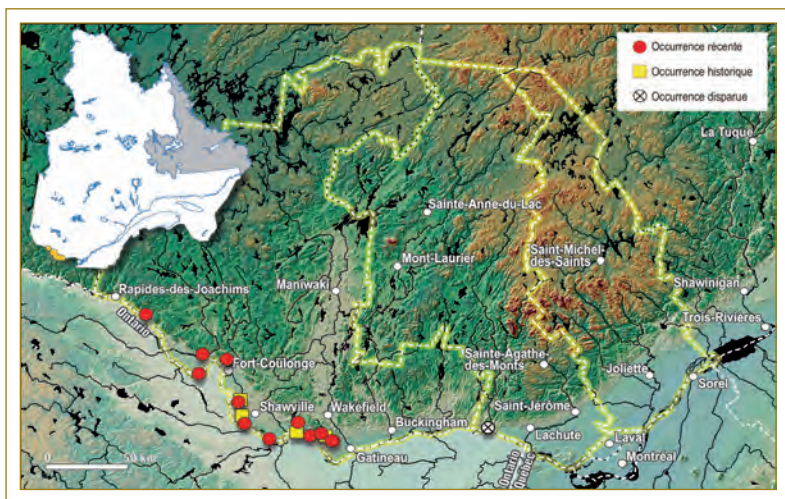 Occurrence récente
Occurrence historique
Occurrence disparue
La Tuque
Sainte-Anne-du-Lac
Saint-Michel-
des-Saints
Mont-Laurier
Maniwaki
Rapides-des-Joachims
Shawinigan
Trois-Rivières
Ontario
Fort-Coulonge
Sainte-Agathe-
des-Monts
Joliette
Sorel
Shawville
Wakefield
Saint-Jérôme
Buckingham
Lachute
Laval
Gatineau
Montréal
Ontario
Québec
0 50 km